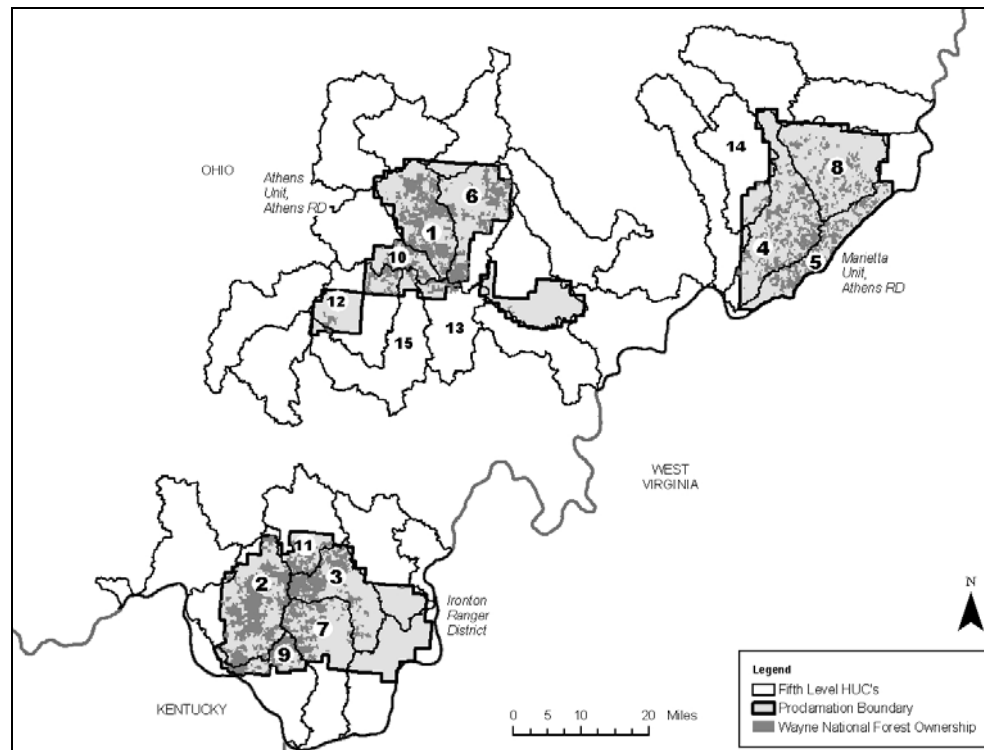 OHIO
Athens
Unit,
Athens RD
14
8
6
1
4
10
5
Marietta
Unit,
Athens RD
12
13
15
WEST
VIRGINIA
11
2
3
7
9
Ironton
Ranger
District
KENTUCKY
N
0 5 10 20 Miles
Legend
Fifth Level HUC's
Proclamation Boundary
Wayne National Forest Ownership